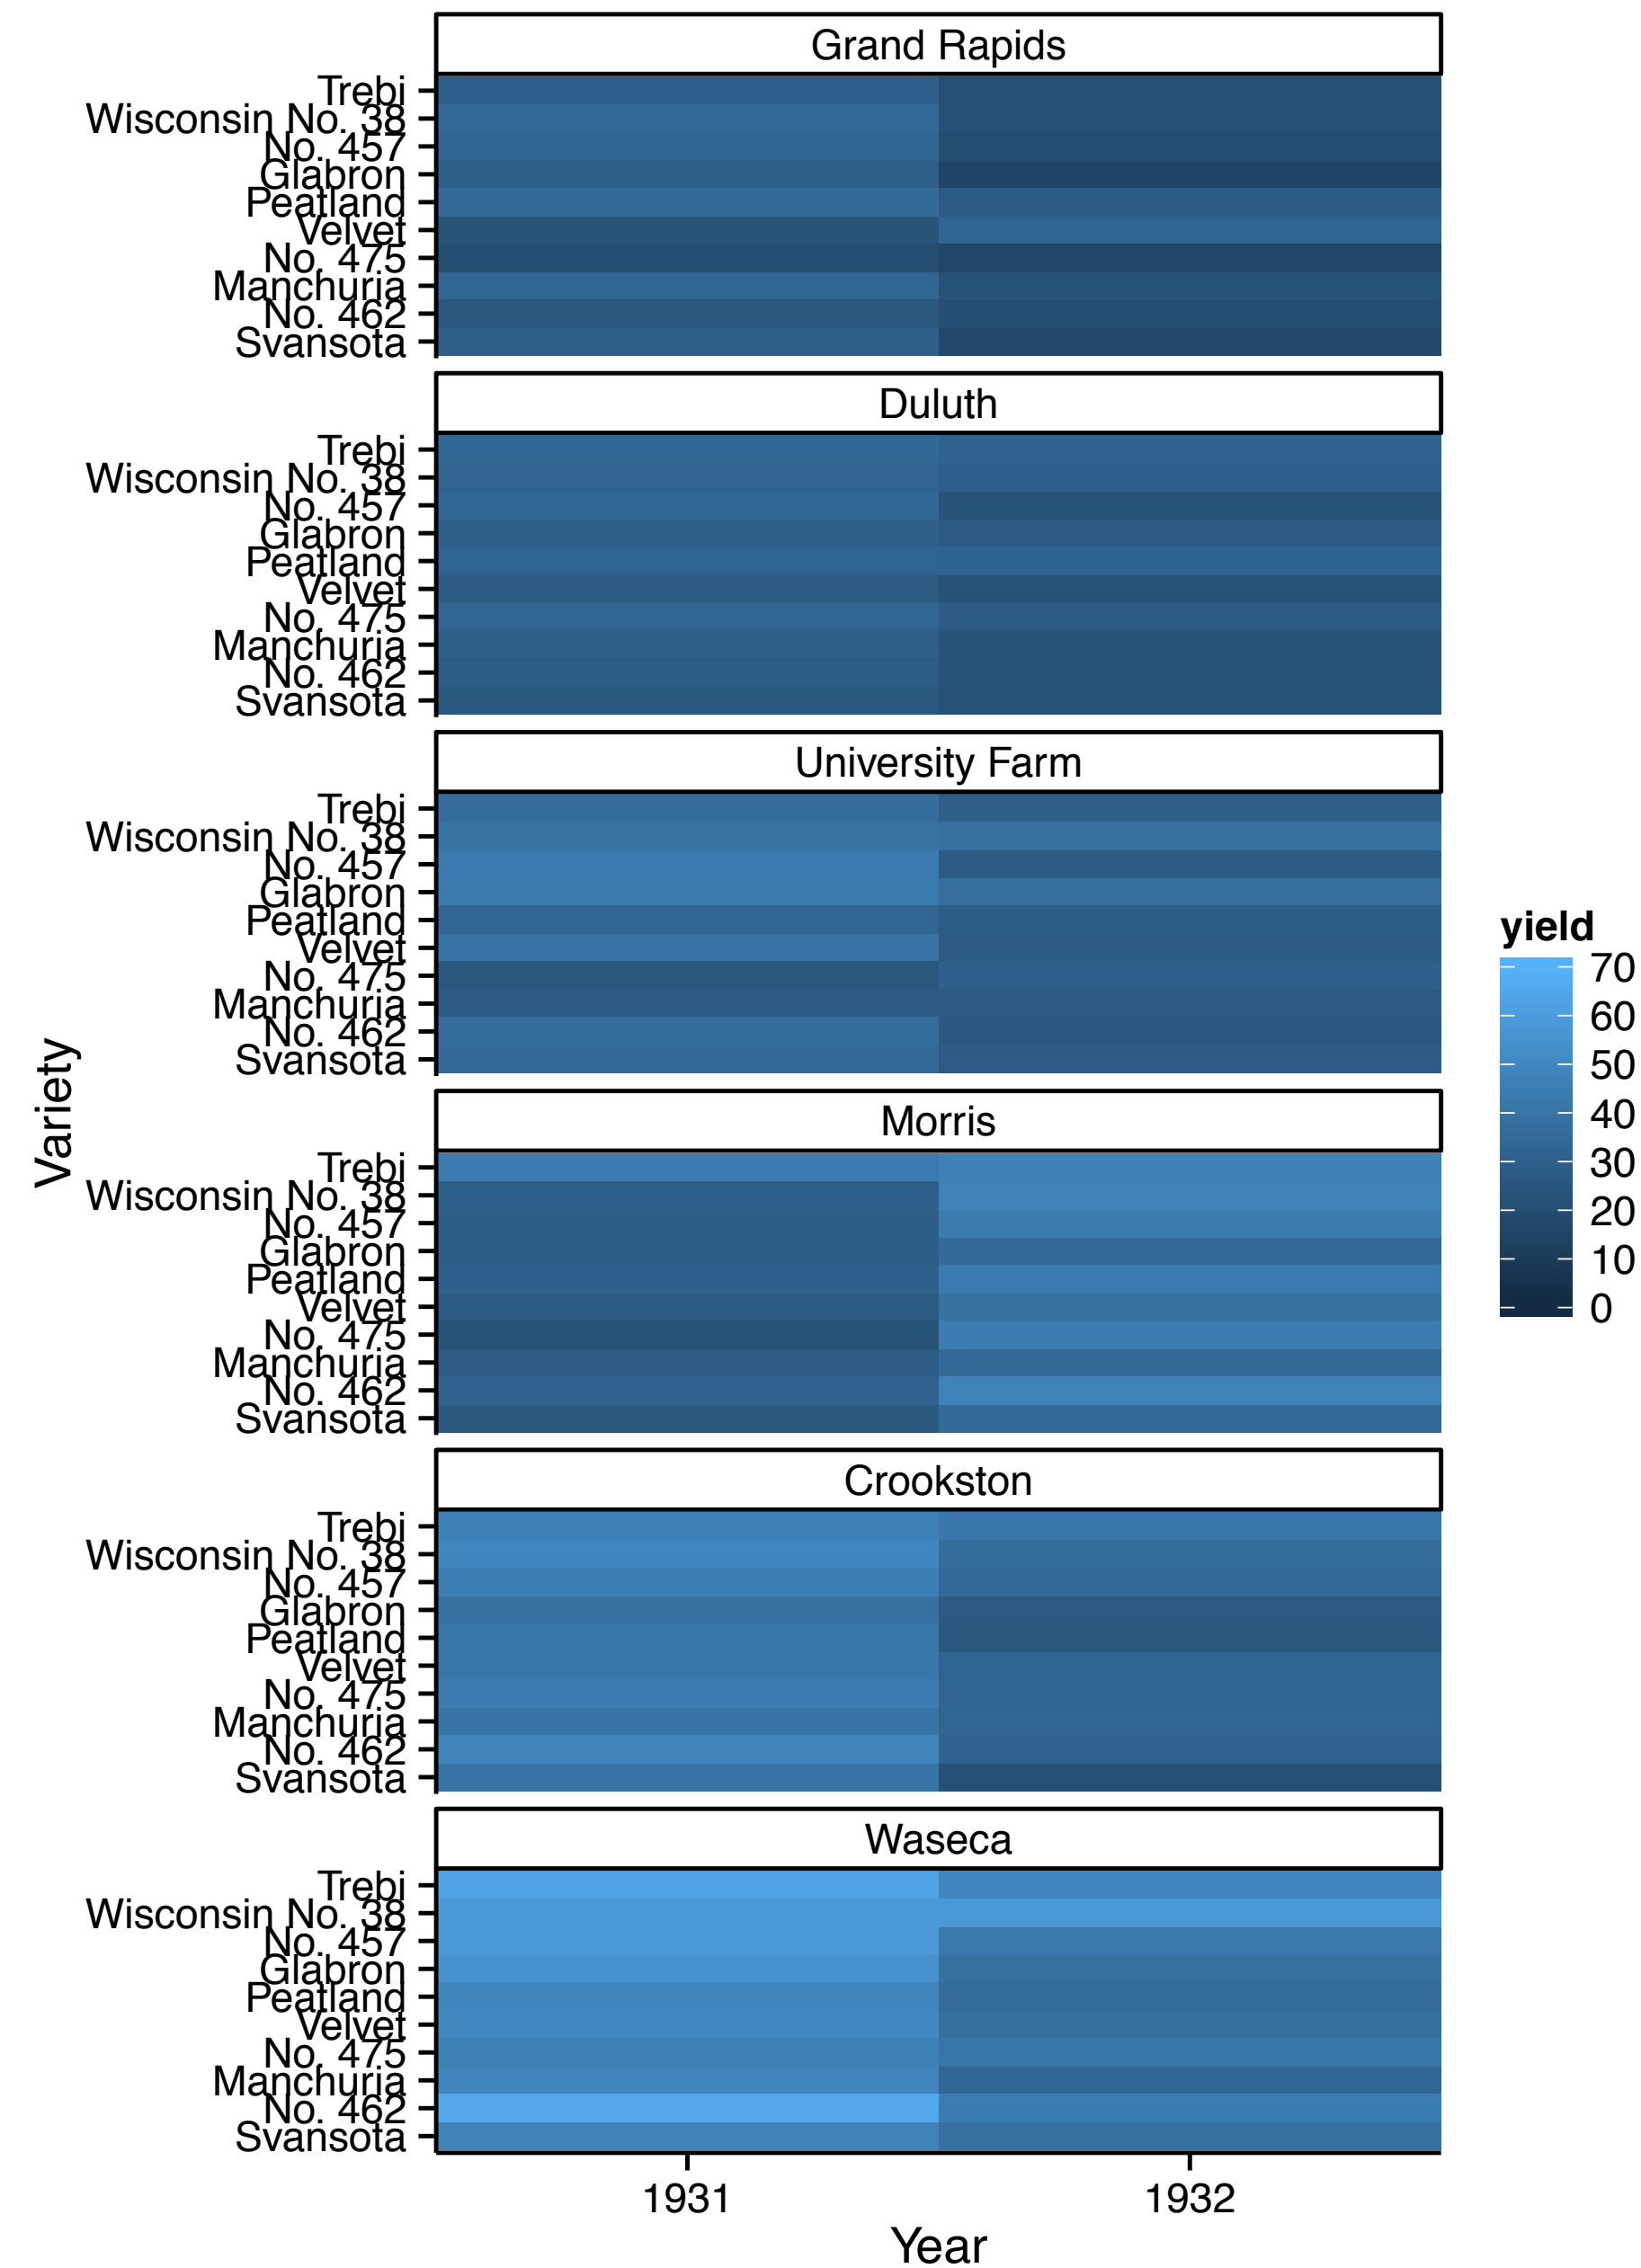 Grand Rapids
Trebi
Wisconsin No. 38
No. 457
Glabron
Peatland
Velvet
No. 475
Manchuria
No. 462
Svansota
Duluth
Trebi
Wisconsin No. 38
No. 457
Glabron
Peatland
Velvet
No. 475
Manchuria
No. 462
Svansota
University Farm
Trebi
Wisconsin No. 38
No. 457
Glabron
Peatland
Velvet
No. 475
Manchuria
No. 462
Svansota
Morris
Trebi
Wisconsin No. 38
No. 457
Glabron
Peatland
Velvet
No. 475
Manchuria
No. 462
Svansota
Crookston
Trebi
Wisconsin No. 38
No. 457
Glabron
Peatland
Velvet
No. 475
Manchuria
No. 462
Svansota
Waseca
Trebi
Wisconsin No. 38
No. 457
Glabron
Peatland
Velvet
No. 475
Manchuria
No. 462
Svansota
1931 1932
Year
Variety
yield
70
60
50
40
30
20
10
0